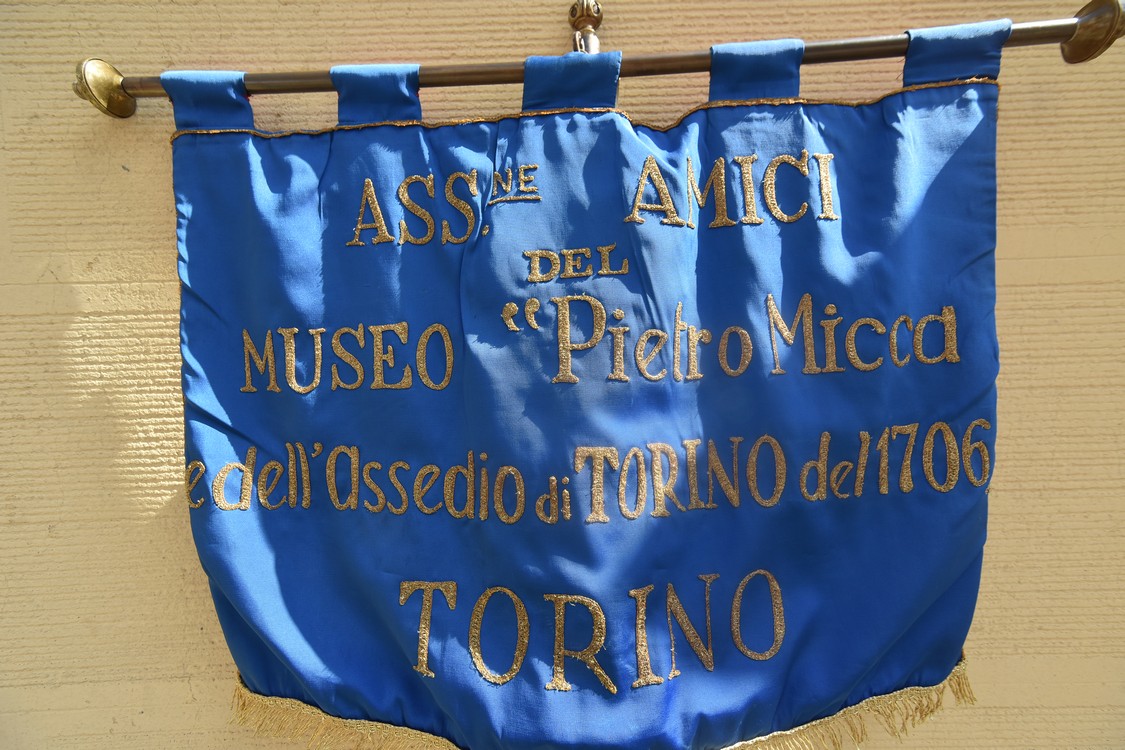 ASS.NE AMICI
DEL
MUSEO "Pietro Micca
e dell'Assedio di TORINO del 1706
TORINO